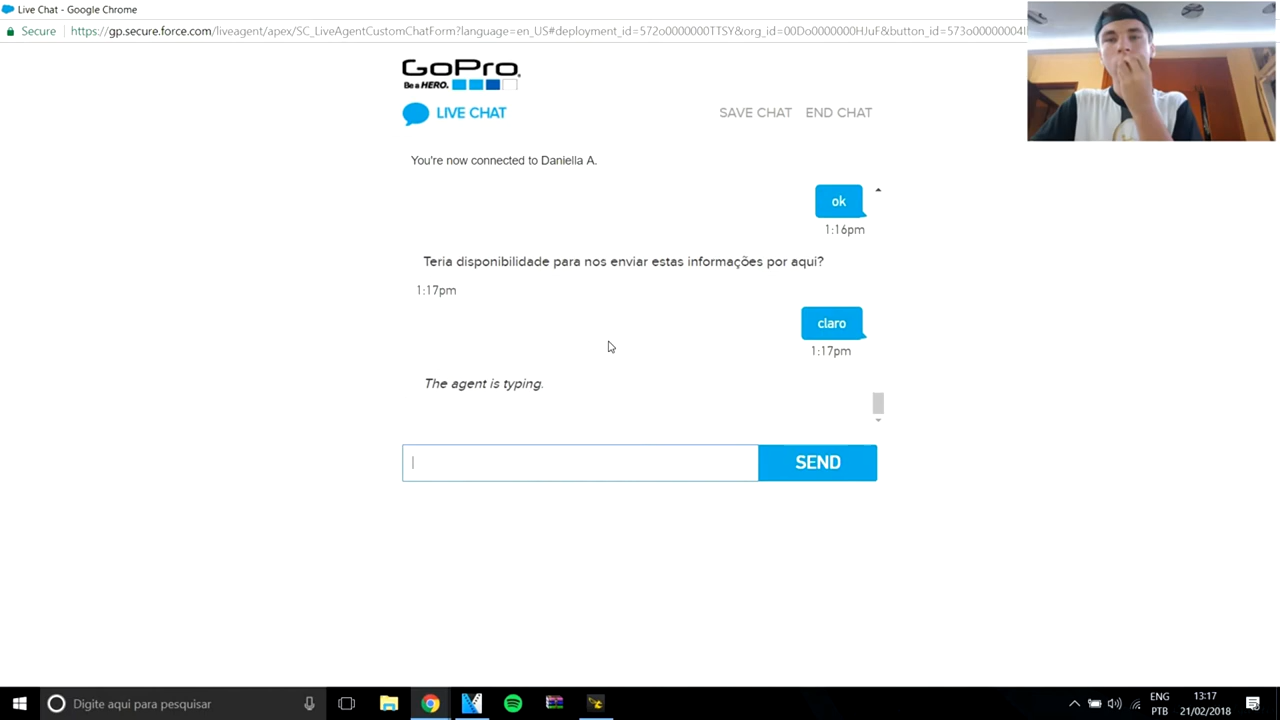 Live Chat - Google Chrome
Secure https://gp.secure.force.com/liveagent/apex/SC_LiveAgentCustomChatForm?language=en_US#deployment_id=572o0000000TTSY&org_id=00Do0000000HJuF&button_id=573o00000004I
GoPro
Be a HERO.
LIVE CHAT SAVE CHAT END CHAT
You're now connected to Daniella A.
ok
1:16pm
Teria disponibilidade para nos enviar estas informações por aqui?
1:17pm
claro
1:17pm
The agent is typing.
SEND
Digite aqui para pesquisar
ENG 13:17
PTB 21/02/2018